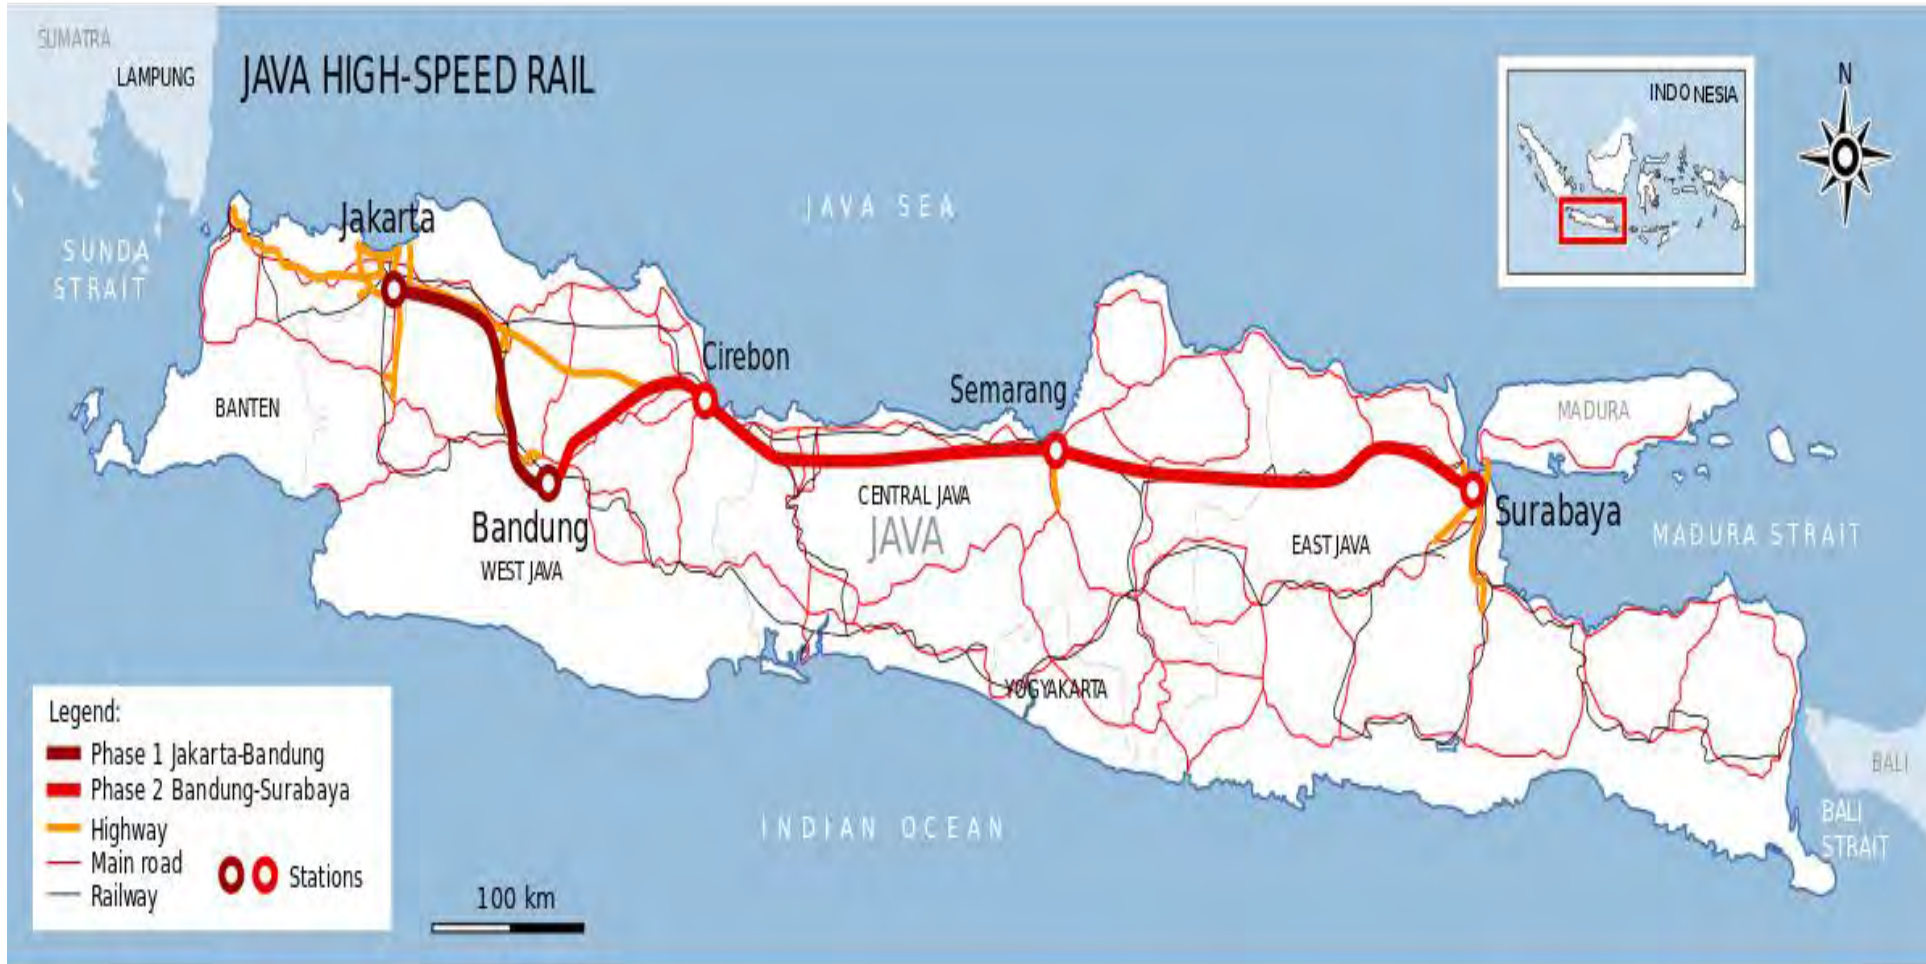 SUMATRA
LAMPUNG
JAVA HIGH-SPEED RAIL
INDONESIA
N
JAVA SEA
Jakarta
SUNDA
STRAIT
Cirebon
Semarang
BANTEN
MADURA
CENTRAL JAVA
JAVA
Surabaya
Bandung
WEST JAVA
EAST JAVA
MADURA STRAIT
YOGYAKARTA
Legend:
Phase 1 Jakarta-Bandung
Phase 2 Bandung-Surabaya
Highway
Main road
Railway
Stations
100 km
INDIAN OCEAN
BALI
BALI
STRAIT